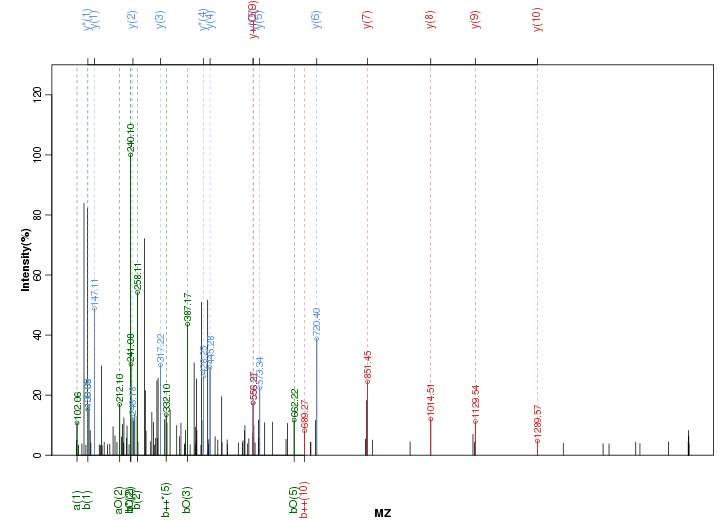 y*(1)
y(1)
y(2)
y(3)
y*(4)
y(4)
y(5)
y(6)
y(7)
y(8)
y(9)
y(10)
Intensity(%)
0
20
40
60
80
100
120
102.06
147.11
212.10
240.10
241.08
258.11
317.22
332.10
387.17
445.28
556.27
573.34
662.22
689.27
720.40
851.45
1014.51
1129.54
1289.57
a(1)
b(1)
aO(2)
b(2)
b++*(5)
bO(3)
bO(5)
b++(10)
MZ